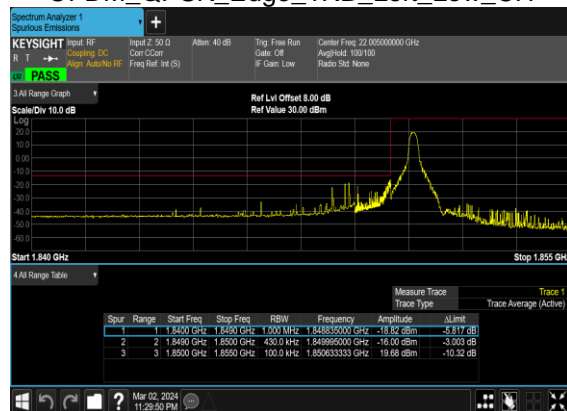 Spectrum Analyzer 1
Spurious Emissions
+
KEYSIGHT Input: RF Input Z: 50 Ω Atten: 40 dB Trig: Free Run Center Freq: 22.005000000 GHz
R T Coupling: DC Corr CCorr Gate: Off Avg|Hold: 100/100
Align: Auto/No RF Freq Ref: Int (S) IF Gain: Low Radio Std: None
LW PASS
3 All Range Graph
Ref Lvl Offset 8.00 dB
Scale/Div 10.0 dB Ref Value 30.00 dBm
Log
20.0
10.0
0.00
-10.0
-20.0
-30.0
-40.0
-50.0
-60.0
Start 1.840 GHz Stop 1.855 GH
4 All Range Table
Measure Trace Trace 1
Trace Type Trace Average (Active)
Spur Range Start Freq Stop Freq RBW Frequency Amplitude ΔLimit
1 1 1.8400 GHz 1.8490 GHz 1.000 MHz 1.848835000 GHz -18.82 dBm -5.817 dB
2 2 1.8490 GHz 1.8500 GHz 430.0 kHz 1.849995000 GHz -16.00 dBm -3.003 dB
3 3 1.8500 GHz 1.8550 GHz 100.0 kHz 1.850633333 GHz 19.68 dBm -10.32 dB
? Mar 02, 2024
11:29:50 PM